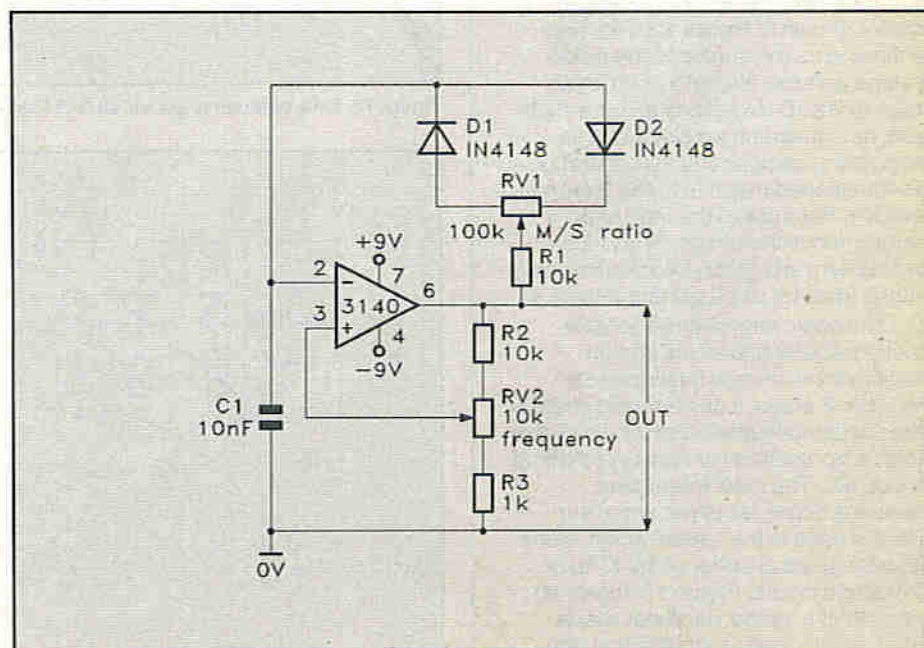 D1
IN4148
D2
IN4148
RV1
100k
M/S ratio
R1
10k
+9V
2
7
3140
6
3
4
-9V
R2
10k
C1
10nF
RV2
10k
frequency
OUT
R3
1k
0V